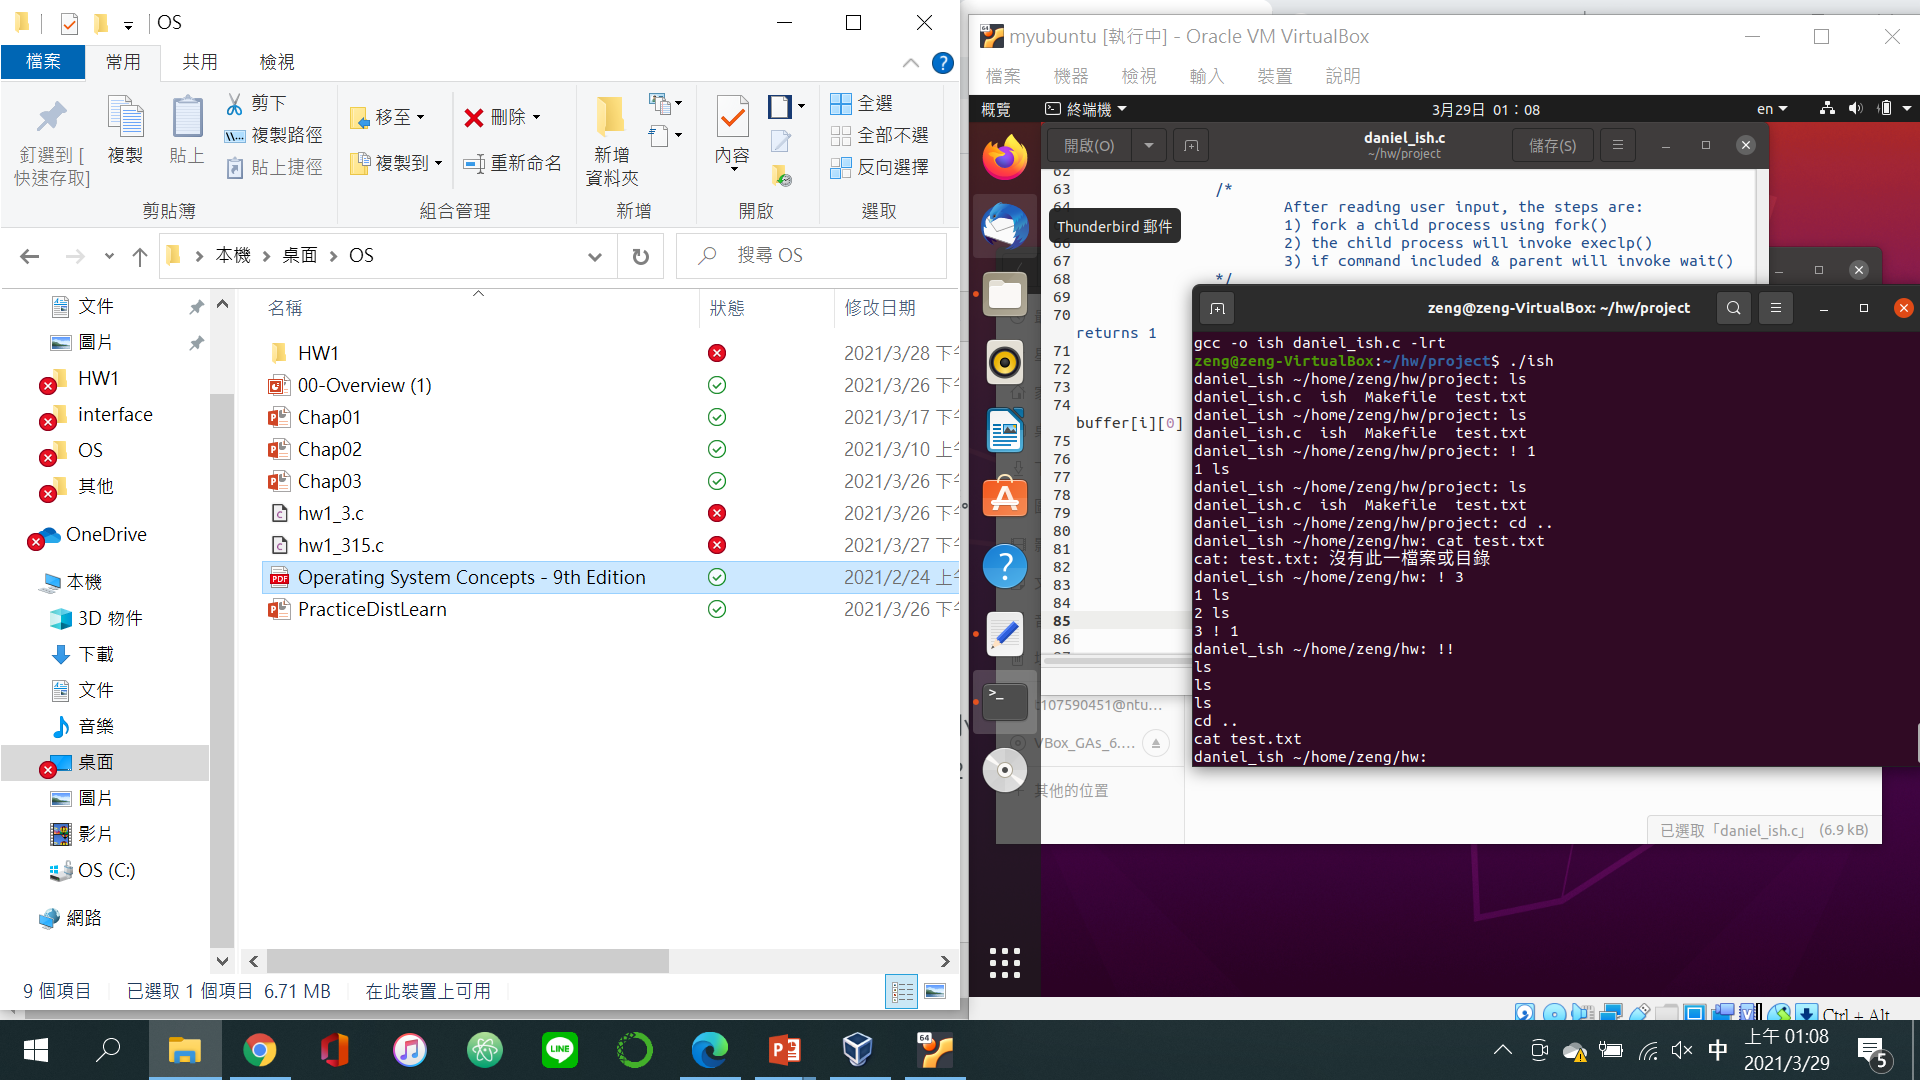 OS
檔案
常用
共用
檢視
釘選到 [
快速存取]
複製
貼上
剪下
複製路徑
貼上捷徑
剪貼簿
移至
複製到
刪除
重新命名
組合管理
新增
資料夾
新增
內容
開啟
全選
全部不選
反向選擇
選取
本機
桌面
OS
搜尋 OS
文件
圖片
HW1
interface
OS
其他
OneDrive
本機
3D 物件
下載
文件
音樂
桌面
圖片
影片
OS (C:)
網路
名稱
狀態
修改日期
HW1
2021/3/28 下午
00-Overview (1)
2021/3/26 下午
Chap01
2021/3/17 下午
Chap02
2021/3/10 上午
Chap03
2021/3/26 下午
hw1_3.c
2021/3/26 下午
hw1_315.c
2021/3/27 下午
Operating System Concepts - 9th Edition
2021/2/24 上午
PracticeDistLearn
2021/3/26 下午
9 個項目
已選取 1 個項目 6.71 MB
在此裝置上可用
myubuntu [執行中] - Oracle VM VirtualBox
檔案
機器
檢視
輸入
裝置
說明
概覽
終端機
3月29日 01：08
en
開啟(O)
daniel_ish.c
~/hw/project
儲存(S)
62
63
/*
64
After reading user input, the steps are:
1) fork a child process using fork()
Thunderbird 郵件
66
2) the child process will invoke execlp()
67
3) if command included & parent will invoke wait()
68
*/
69
70
returns 1
71
72
73
74
buffer[i][0]
75
76
77
78
79
80
81
82
83
84
85
86
87
zeng@zeng-VirtualBox: ~/hw/project
gcc -o ish daniel_ish.c -lrt
zeng@zeng-VirtualBox:~/hw/project$ ./ish
daniel_ish ~/home/zeng/hw/project: ls
daniel_ish.c  ish  Makefile  test.txt
daniel_ish ~/home/zeng/hw/project: ls
daniel_ish.c  ish  Makefile  test.txt
daniel_ish ~/home/zeng/hw/project: ! 1
1 ls
daniel_ish ~/home/zeng/hw/project: ls
daniel_ish.c  ish  Makefile  test.txt
daniel_ish ~/home/zeng/hw/project: cd ..
daniel_ish ~/home/zeng/hw: cat test.txt
cat: test.txt: 沒有此一檔案或目錄
daniel_ish ~/home/zeng/hw: ! 3
1 ls
2 ls
3 ! 1
daniel_ish ~/home/zeng/hw: !!
ls
ls
ls
cd ..
cat test.txt
daniel_ish ~/home/zeng/hw:
t107590451@ntu...
VBox_GAs_6....
其他的位置
已選取「daniel_ish.c」 (6.9 kB)
Ctrl + Alt
中
上午 01:08
2021/3/29
5